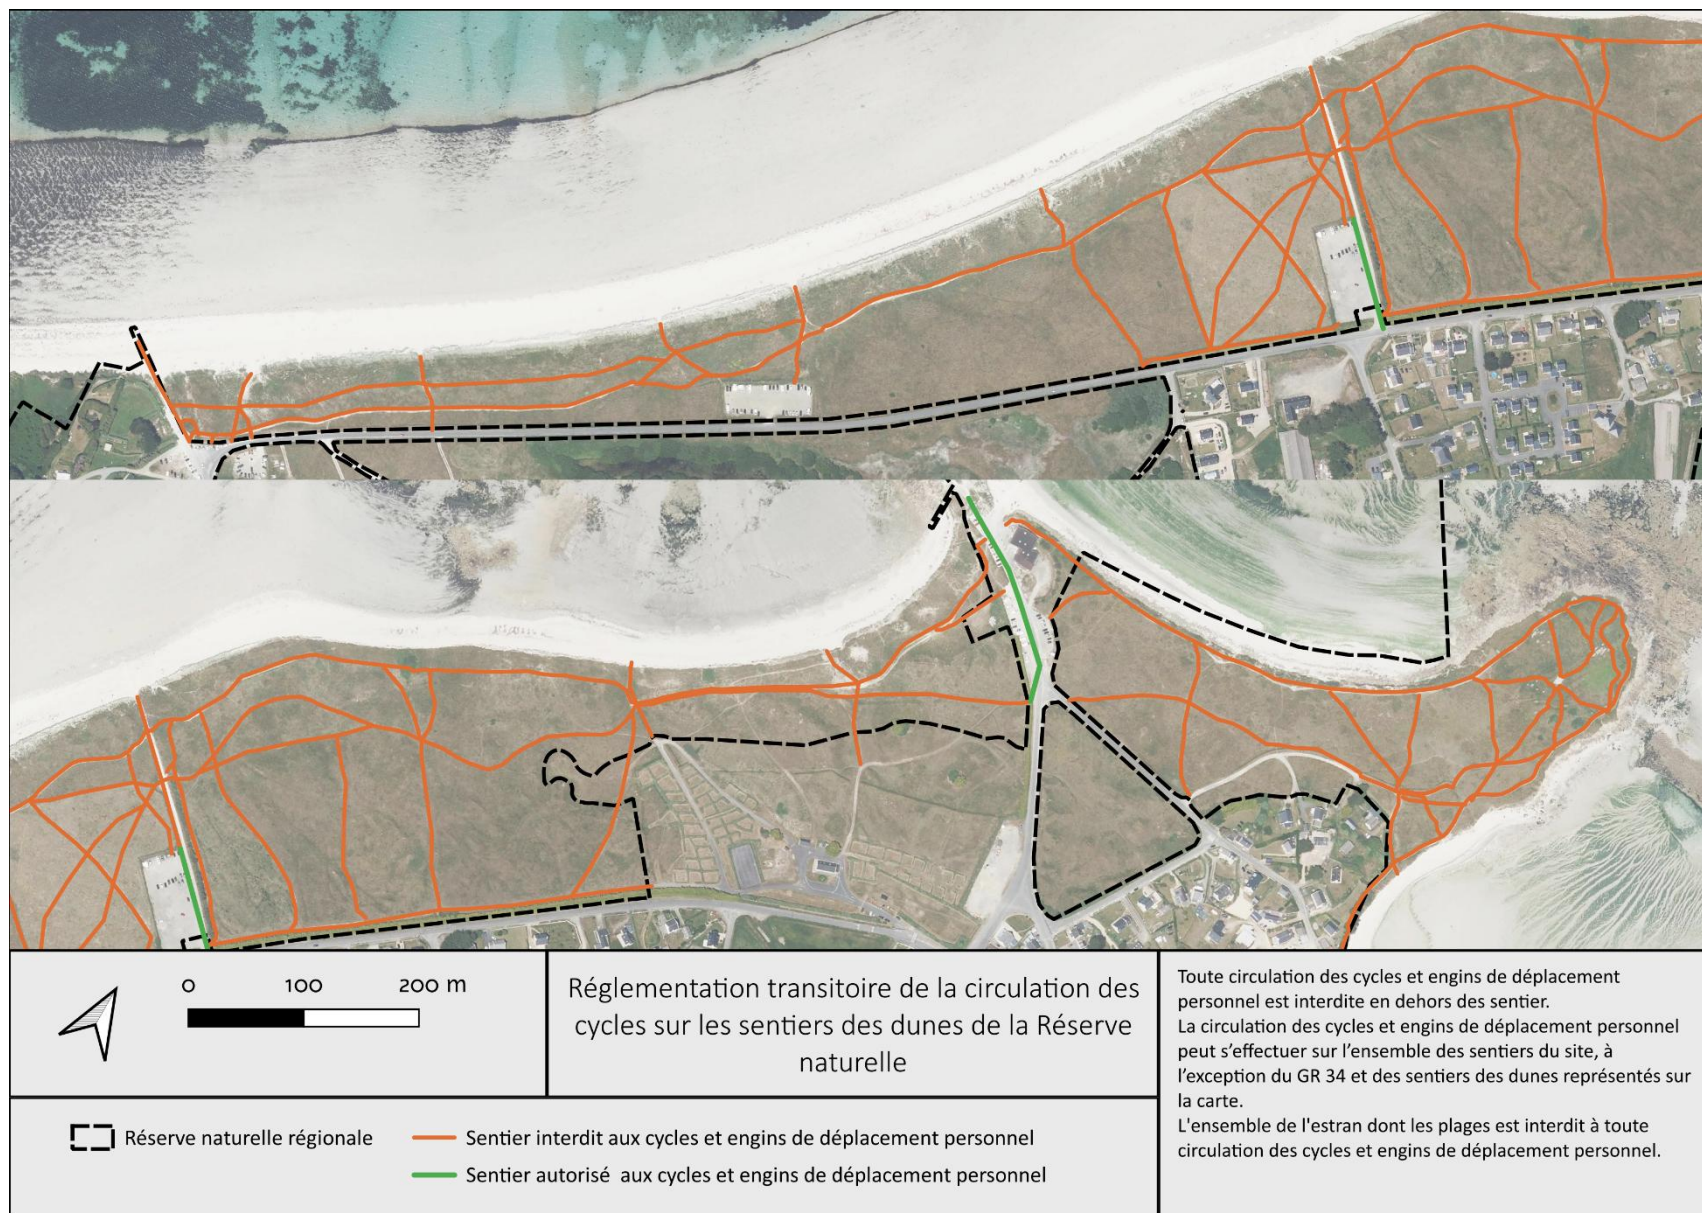 0 100 200 m
Réglementation transitoire de la circulation des
cycles sur les sentiers des dunes de la Réserve
naturelle
Toute circulation des cycles et engins de déplacement
personnel est interdite en dehors des sentier.
La circulation des cycles et engins de déplacement personnel
peut s’effectuer sur l’ensemble des sentiers du site, à
l’exception du GR 34 et des sentiers des dunes représentés sur
la carte.
L'ensemble de l'estran dont les plages est interdit à toute
circulation des cycles et engins de déplacement personnel.
Réserve naturelle régionale
Sentier interdit aux cycles et engins de déplacement personnel
Sentier autorisé aux cycles et engins de déplacement personnel